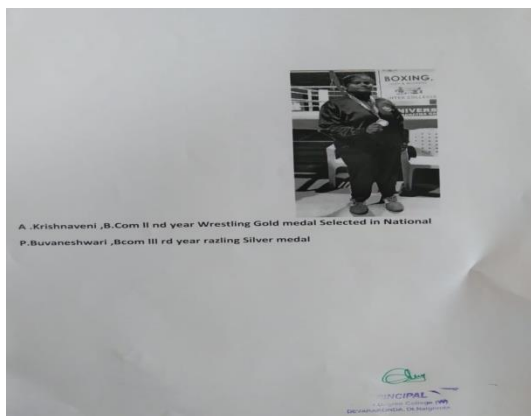 BOXING,
A .Krishnaveni ,B.Com II nd year Wrestling Gold medal Selected in National
P.Buvaneshwari ,Bcom III rd year razling Silver medal
PRINCIPAL